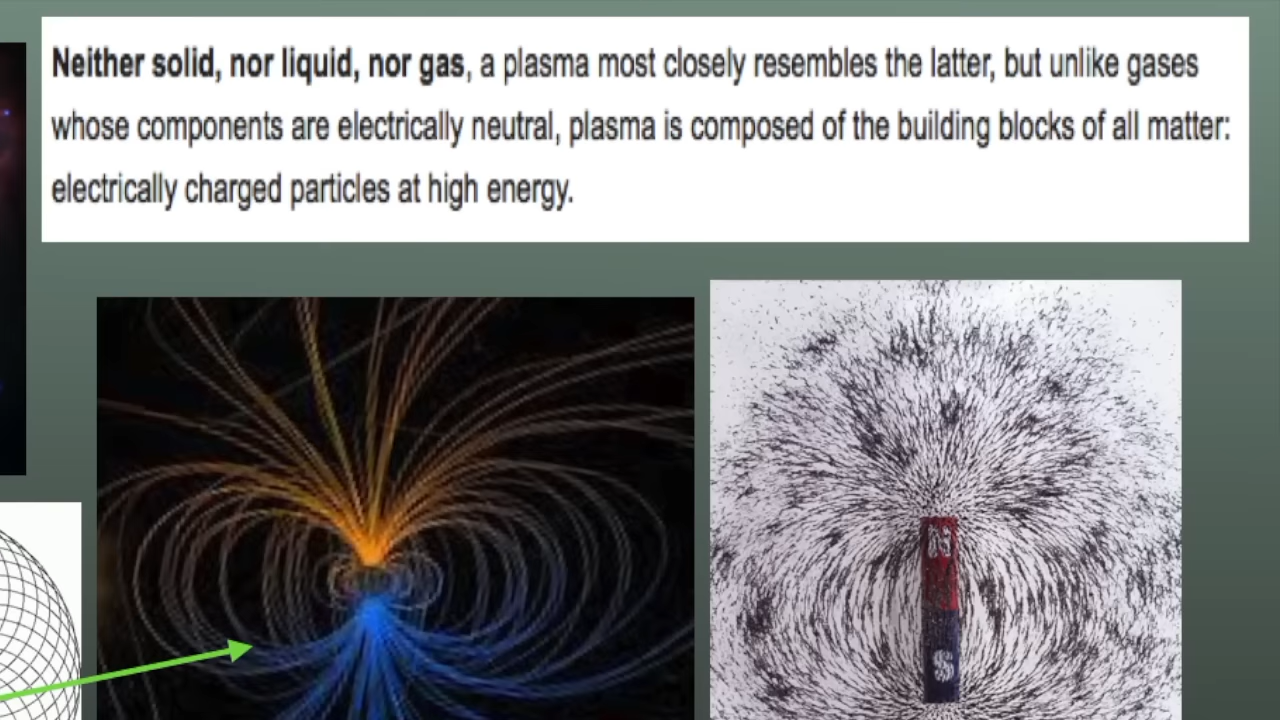 Neither solid, nor liquid, nor gas, a plasma most closely resembles the latter, but unlike gases
whose components are electrically neutral, plasma is composed of the building blocks of all matter:
electrically charged particles at high energy.
N
S